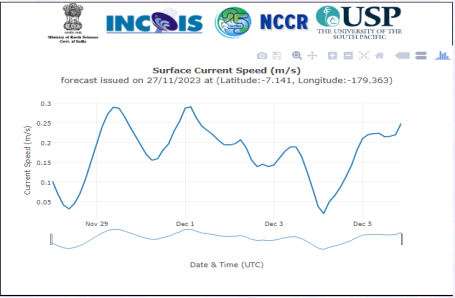 Ministry of Earth Sciences
Govt. of India
INCOIS
25
NCCR
USP
THE UNIVERSITY OF THE
SOUTH PACIFIC
Surface Current Speed (m/s)
forecast issued on 27/11/2023 at (Latitude:-7.141, Longitude:-179.363)
Current Speed (m/s)
0.3
0.25
0.2
0.15
0.1
0.05
Nov 29
Dec 1
Dec 3
Dec 5
Date & Time (UTC)